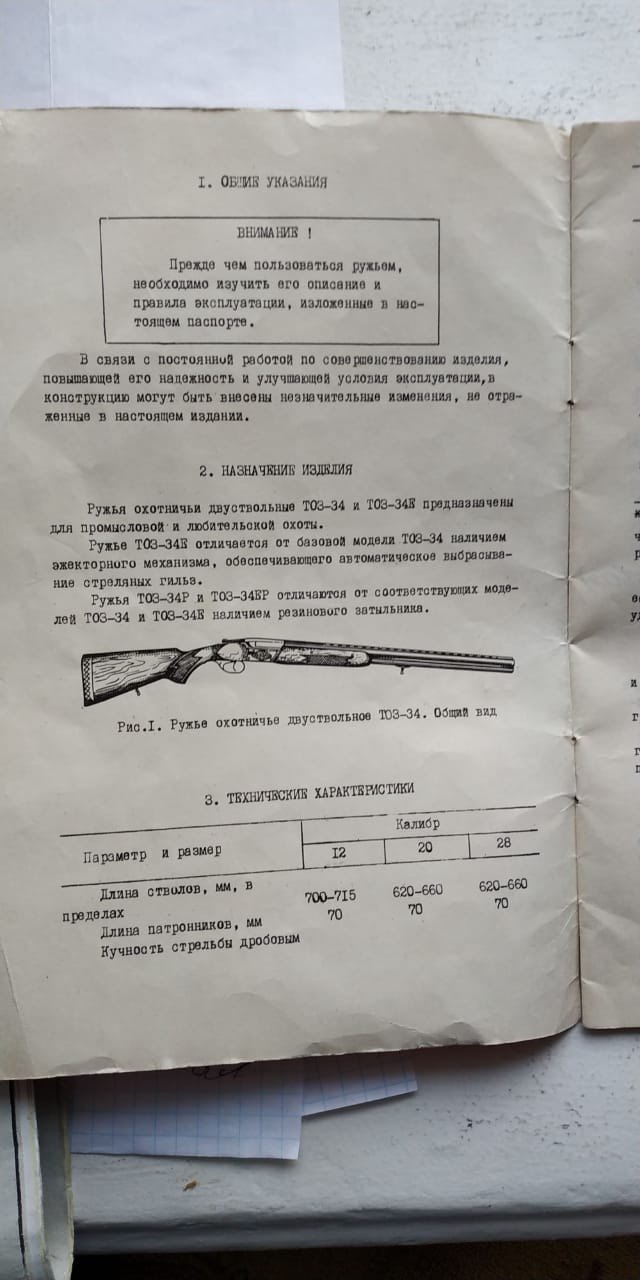 I. ОБЩИЕ УКАЗАНИЯ
ВНИМАНИЕ !
Прежде чем пользоваться ружьем,
необходимо изучить его описание и
правила эксплуатации, изложенные в нас-
тоящем паспорте.
В связи с постоянной работой по совершенствованию изделия,
повышающей его надежность и улучшающей условия эксплуатации,в
конструкцию могут быть внесены незначительные изменения, не отра-
женные в настоящем издании.
2. НАЗНАЧЕНИЕ ИЗДЕЛИЯ
Ружья охотничьи двуствольные ТОЗ-34 и ТОЗ-34Е предназначены
для промысловой и любительской охоты.
Ружье ТОЗ-34Е отличается от базовой модели ТОЗ-34 наличием
эжекторного механизма, обеспечивающего автоматическое выбрасыва-
ние стреляных гильз.
Ружья ТОЗ-34Р и ТОЗ-34ЕР отличаются от соответствующих моде-
лей ТОЗ-34 и ТОЗ-34Е наличием резинового затыльника.
Рис.I. Ружье охотничье двуствольное ТОЗ-34. Общий вид
3. ТЕХНИЧЕСКИЕ ХАРАКТЕРИСТИКИ
Параметр и размер
Калибр
I2 20 28
Длина стволов, мм, в
пределах 700-7I5 620-660 620-660
Длина патронников, мм 70 70 70
Кучность стрельбы дробовым